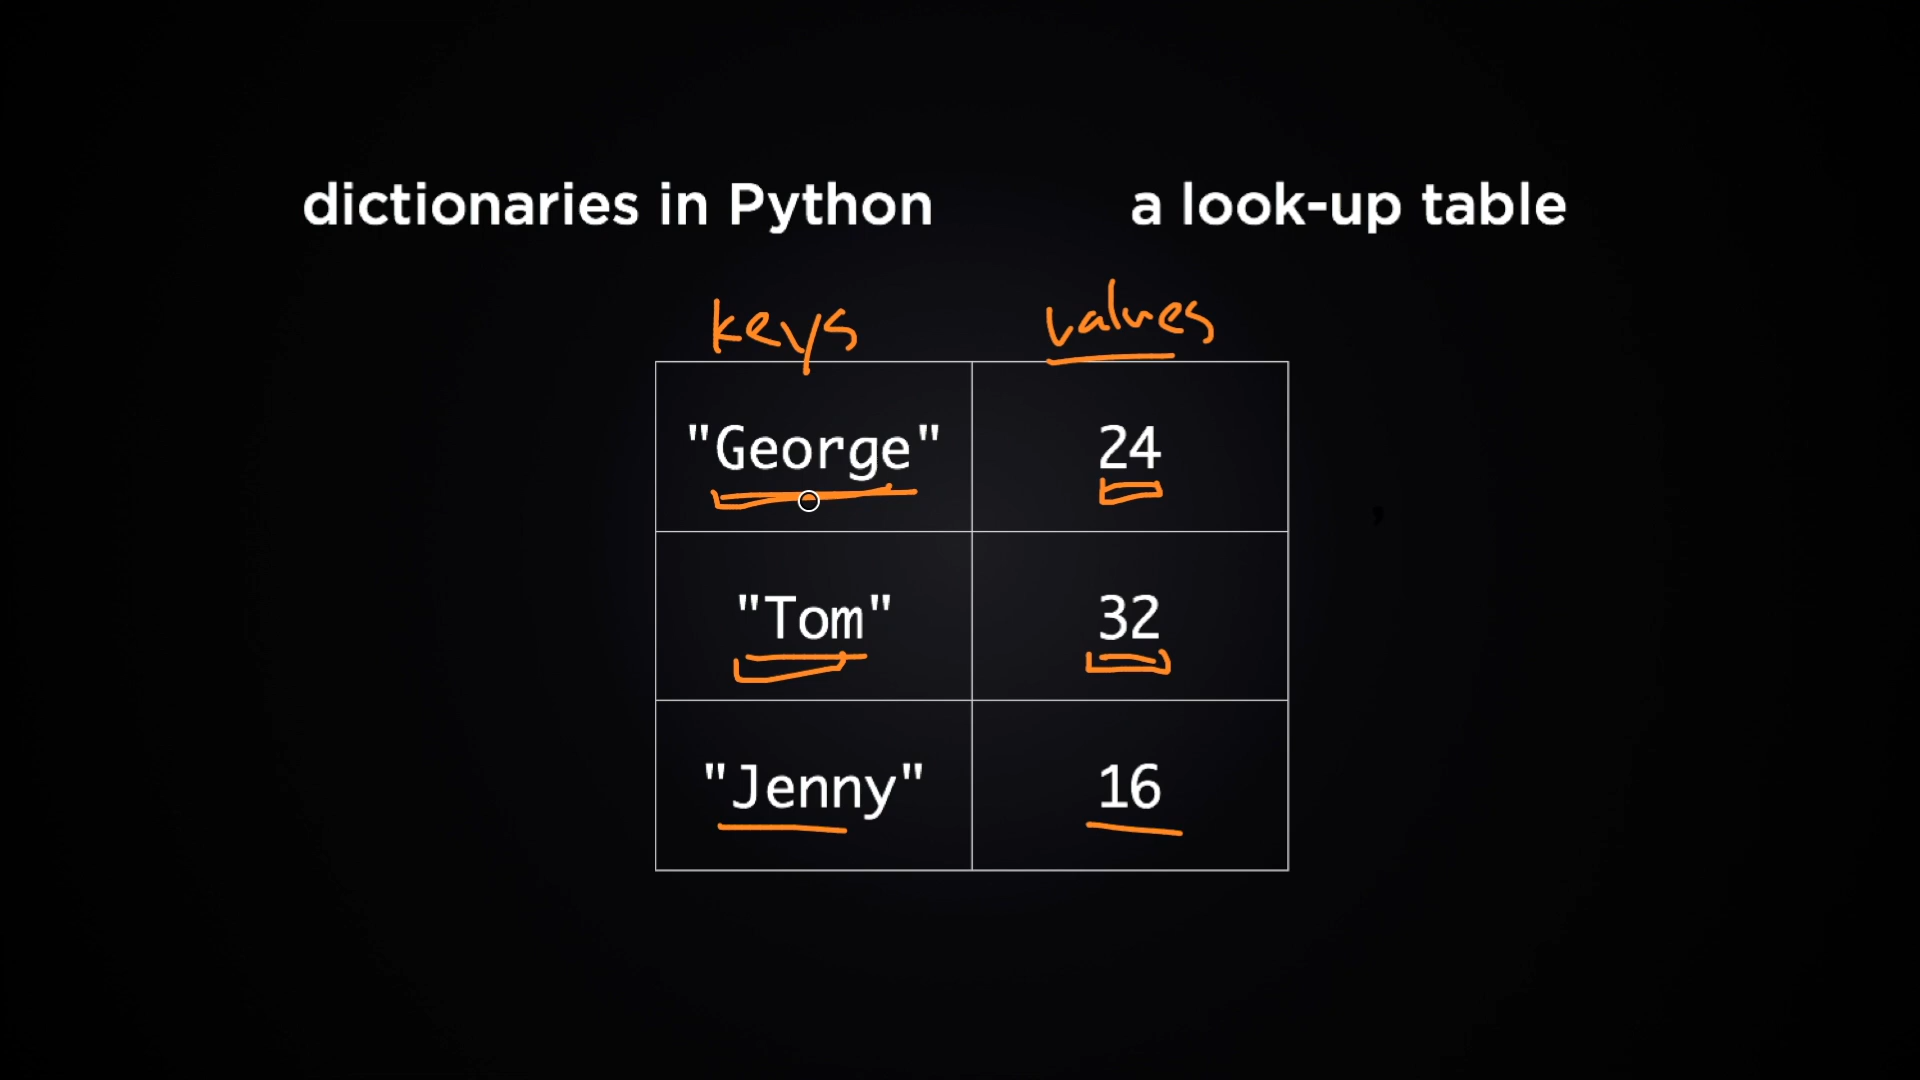 dictionaries in Python a look-up table
keys values
"George" 24
"Tom" 32
"Jenny" 16